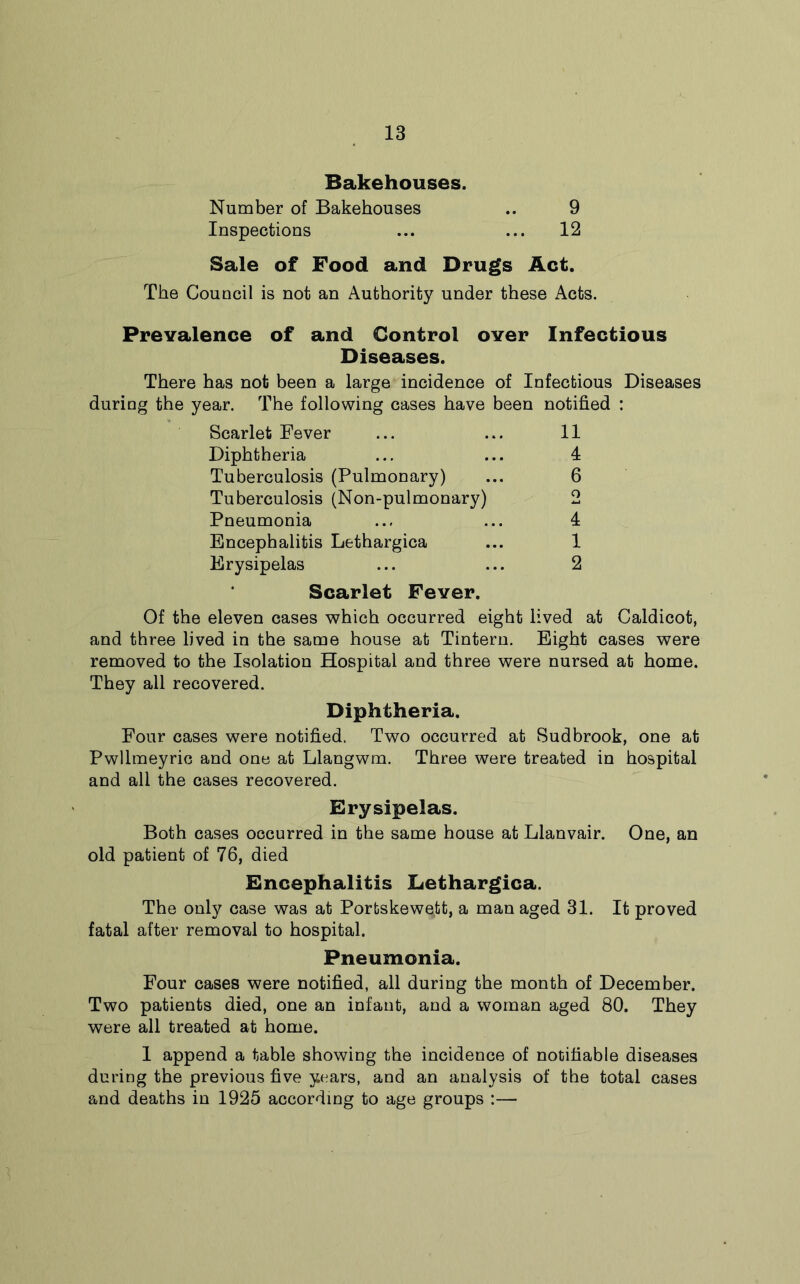 13
Bakehouses.
Number of Bakehouses .. 9
Inspections ... ... 12
Sale of Food and Drugs Act.
The Council is not an Authority under these Acts.
Prevalence of and Control over Infectious
Diseases.
There has not been a large incidence of Infectious Diseases
during the year. The following cases have been notified :
Scarlet Fever ... ... 11
Diphtheria ... ... 4
Tuberculosis (Pulmonary) ... 6
Tuberculosis (Non-pulmonary) 2
Pneumonia ... ... 4
Encephalitis Lethargica ... 1
Erysipelas ... ... 2
Scarlet Fever.
Of the eleven cases which occurred eight lived at Caldicot,
and three lived in the same house at Tintern. Eight cases were
removed to the Isolation Hospital and three were nursed at home.
They all recovered.
Diphtheria.
Four cases were notified. Two occurred at Sudbrook, one at
Pwllmeyric and one at Llangwm. Three were treated in hospital
and all the cases recovered.
Erysipelas.
Both cases occurred in the same house at Llanvair. One, an
old patient of 76, died
Encephalitis Lethargica.
The only case was at Portskewett, a man aged 31. It proved
fatal after removal to hospital.
Pneumonia.
Four cases were notified, all during the month of December.
Two patients died, one an infant, and a woman aged 80. They
were all treated at home.
I append a table showing the incidence of notifiable diseases
during the previous five years, and an analysis of the total cases
and deaths in 1925 according to age groups :—